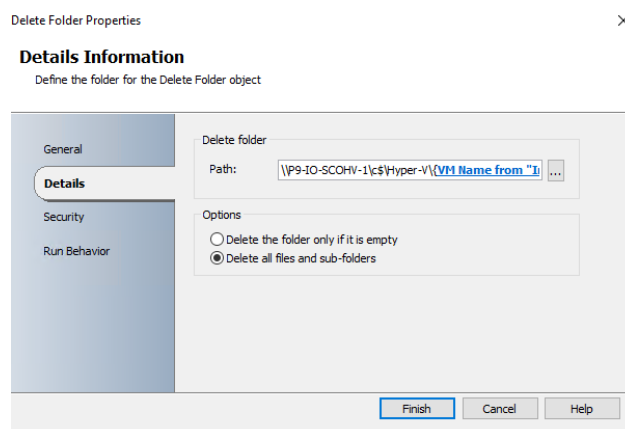 Delete Folder Properties
Details Information
Define the folder for the Delete Folder object
General
Details
Security
Run Behavior
Delete folder
Path:
\\P9-IO-SCOHV-1\c$\Hyper-V\{VM Name from "I
...
Options
Delete the folder only if it is empty
Delete all files and sub-folders
Finish
Cancel
Help